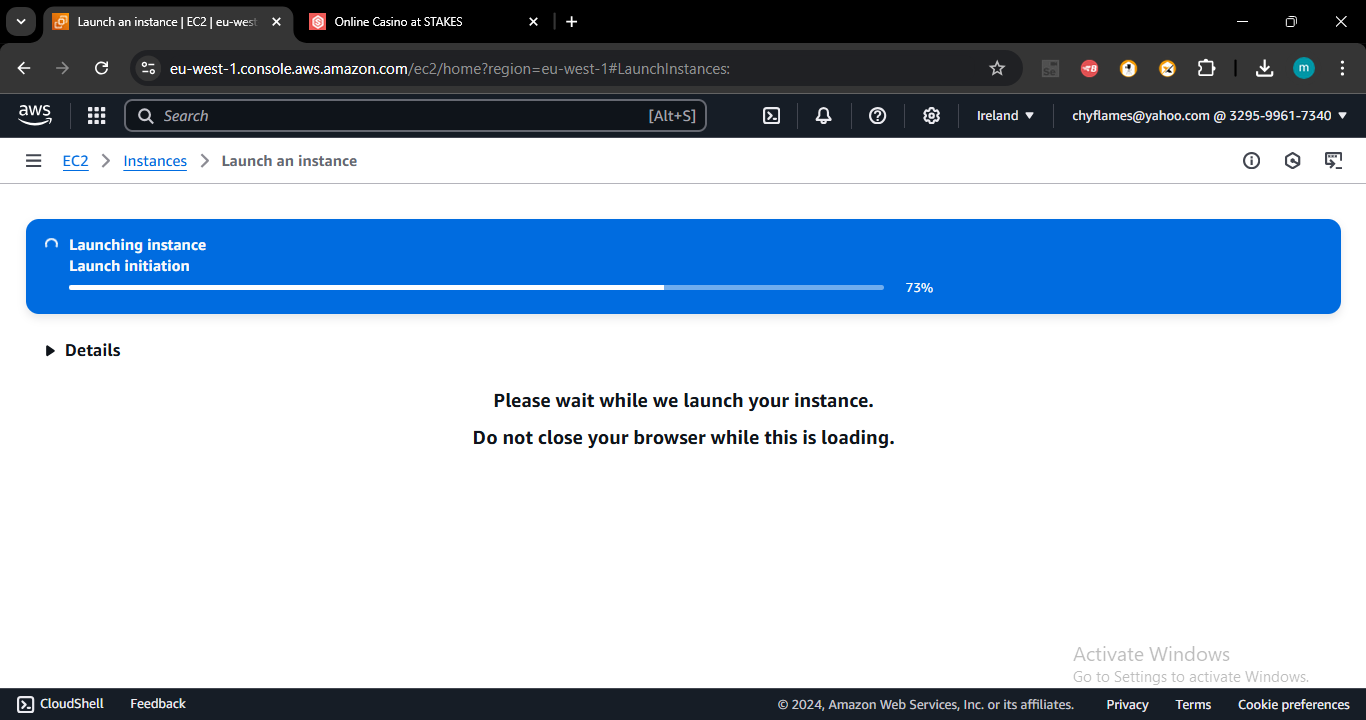 Launch an instance | EC2 | eu-west
Online Casino at STAKES
eu-west-1.console.aws.amazon.com/ec2/home?region=eu-west-1#LaunchInstances:
m
aws
Search
[Alt+S]
Ireland
chyflames@yahoo.com @ 3295-9961-7340
EC2
Instances
Launch an instance
Launching instance
Launch initiation
73%
Details
Please wait while we launch your instance.
Do not close your browser while this is loading.
Activate Windows
Go to Settings to activate Windows.
CloudShell
Feedback
© 2024, Amazon Web Services, Inc. or its affiliates.
Privacy
Terms
Cookie preferences